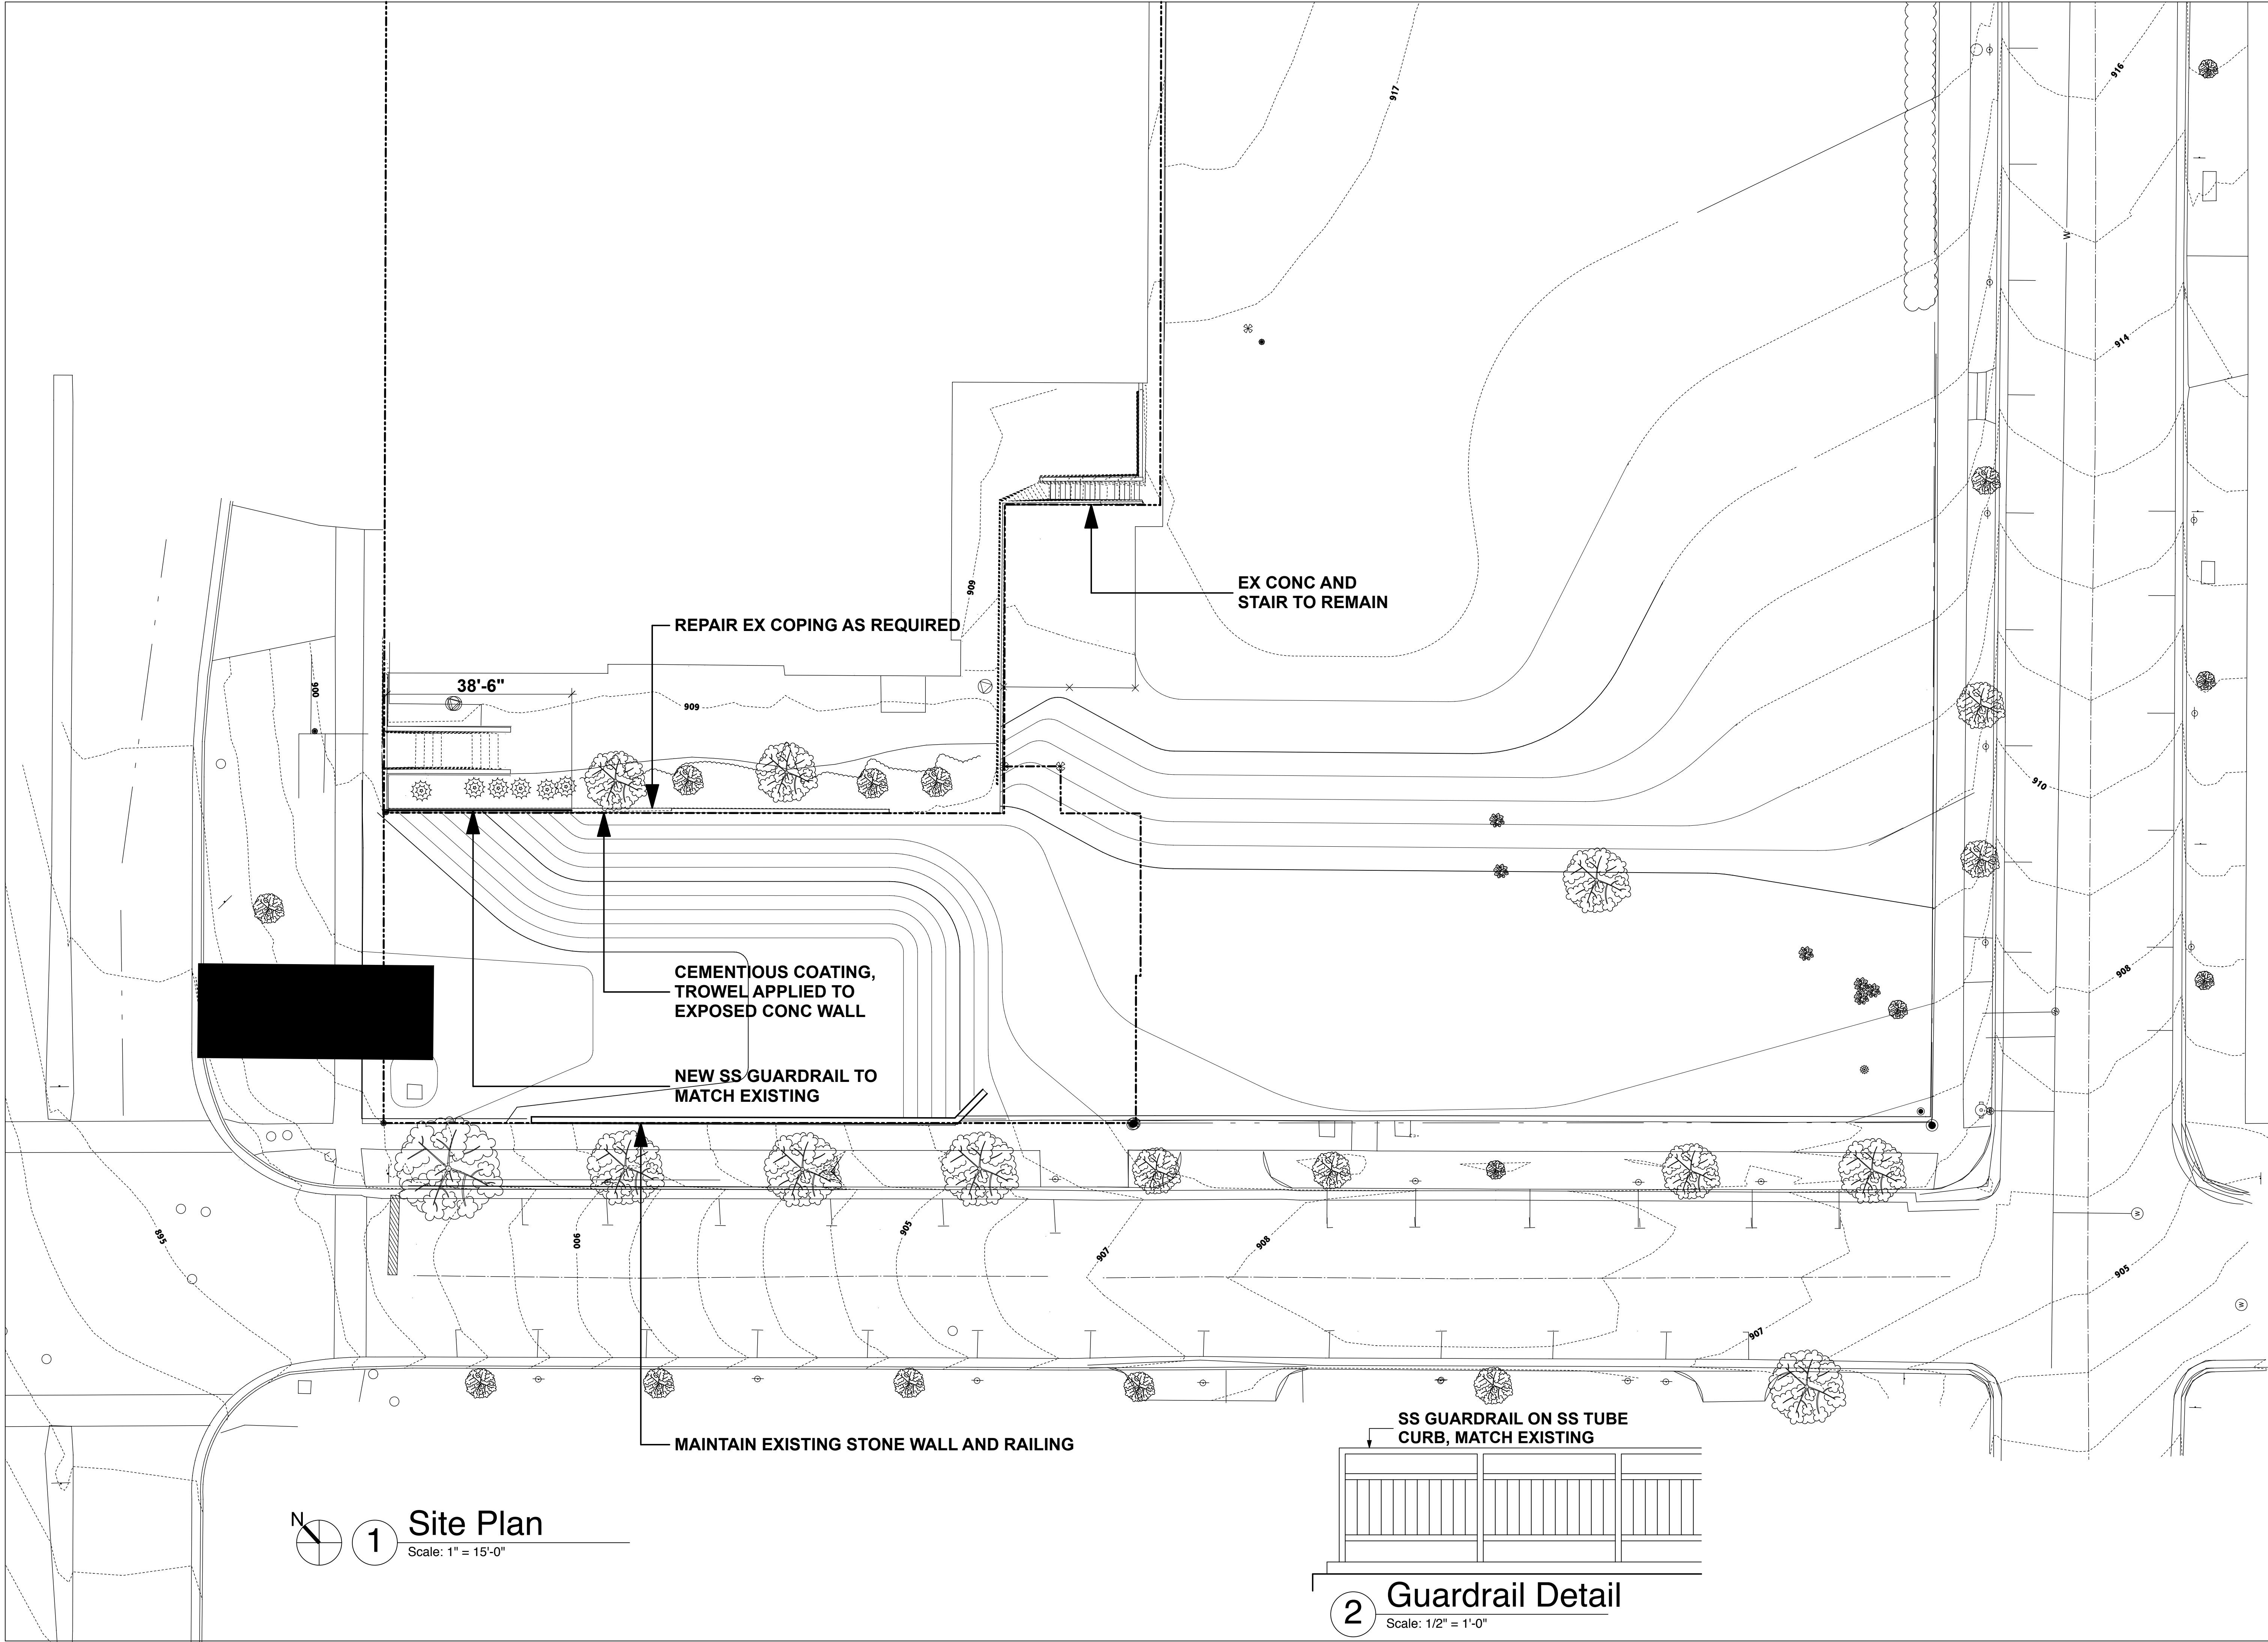 916
917
W
914
EX CONC AND
STAIR TO REMAIN
909
REPAIR EX COPING AS REQUIRED
900
38'-6"
909
910
CEMENTIOUS COATING,
TROWEL APPLIED TO
EXPOSED CONC WALL
908
NEW SS GUARDRAIL TO
MATCH EXISTING
W
895
900
905
907
908
905
W
907
MAINTAIN EXISTING STONE WALL AND RAILING
SS GUARDRAIL ON SS TUBE
CURB, MATCH EXISTING
N
1
Site Plan
Scale: 1" = 15'-0"
2
Guardrail Detail
Scale: 1/2" = 1'-0"